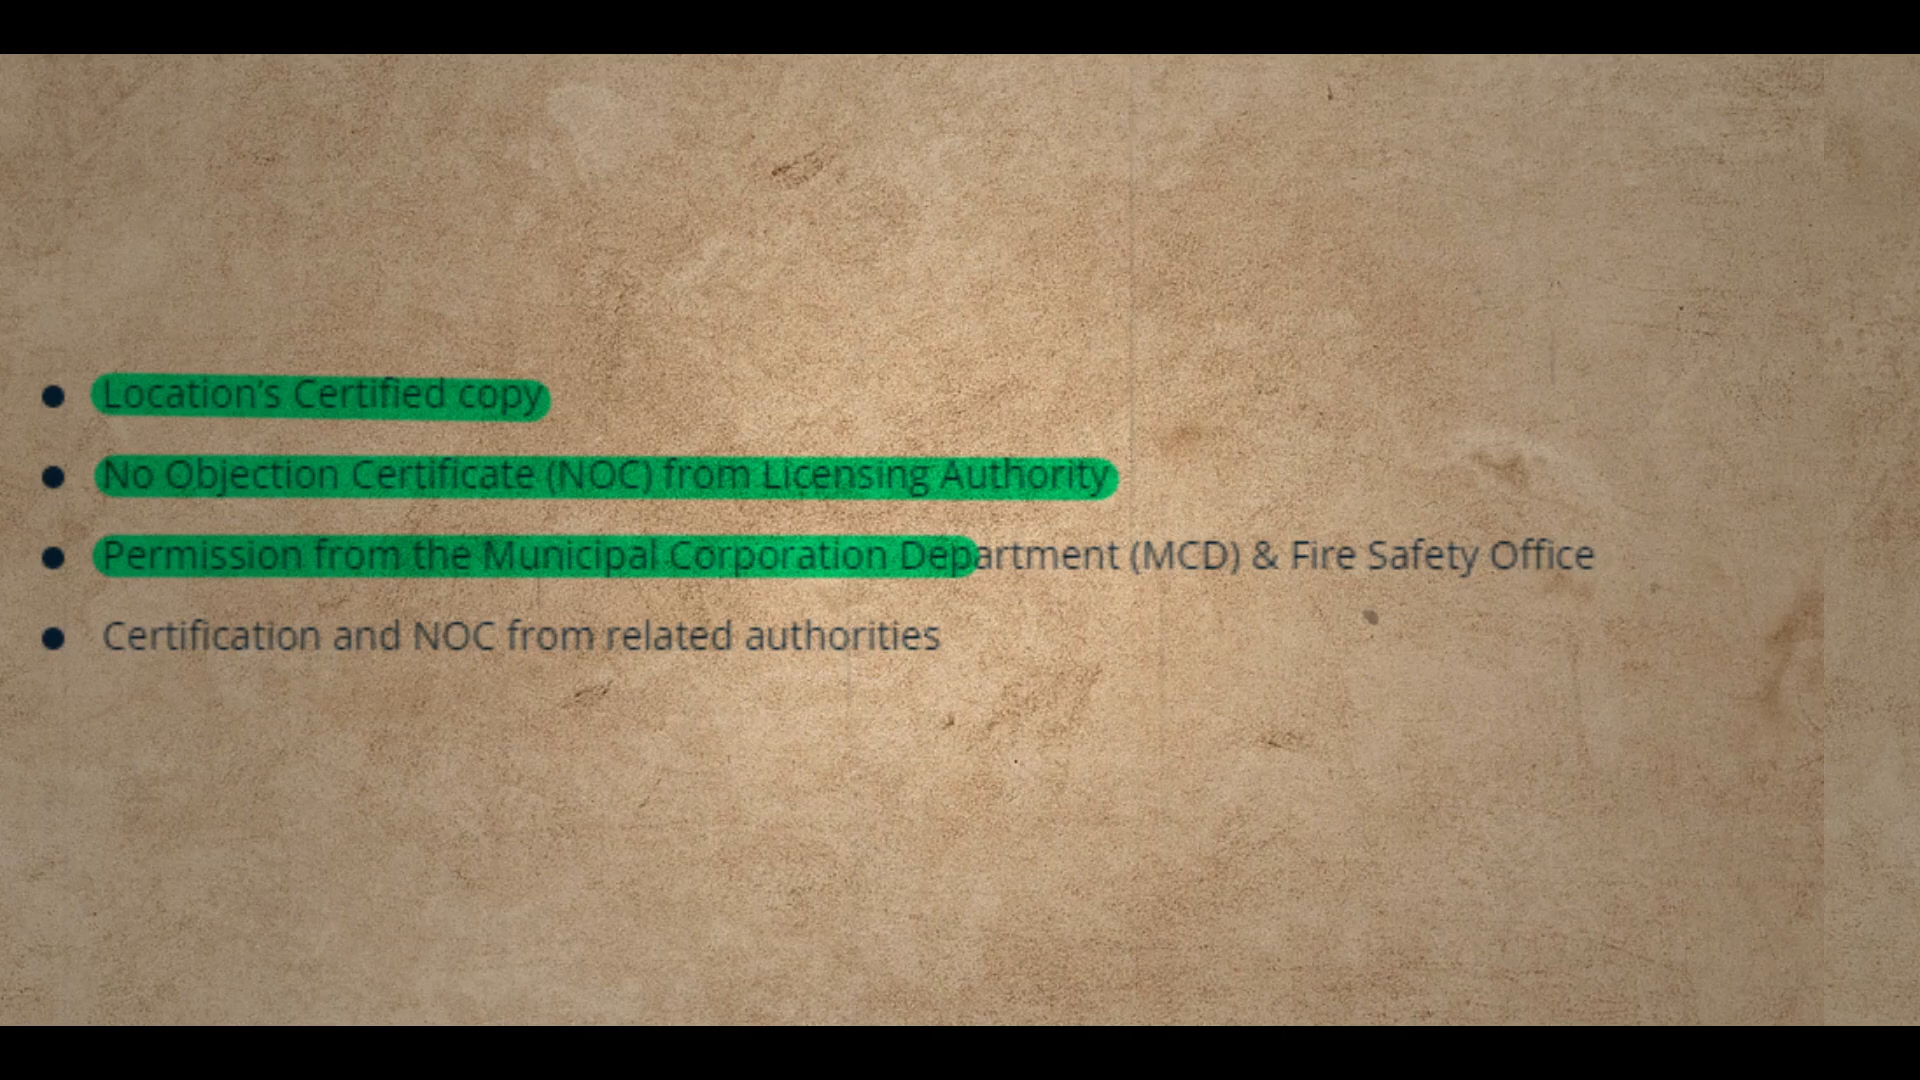 • Location's Certified copy
• No Objection Certificate (NOC) from Licensing Authority
• Permission from the Municipal Corporation Department (MCD) & Fire Safety Office
• Certification and NOC from related authorities